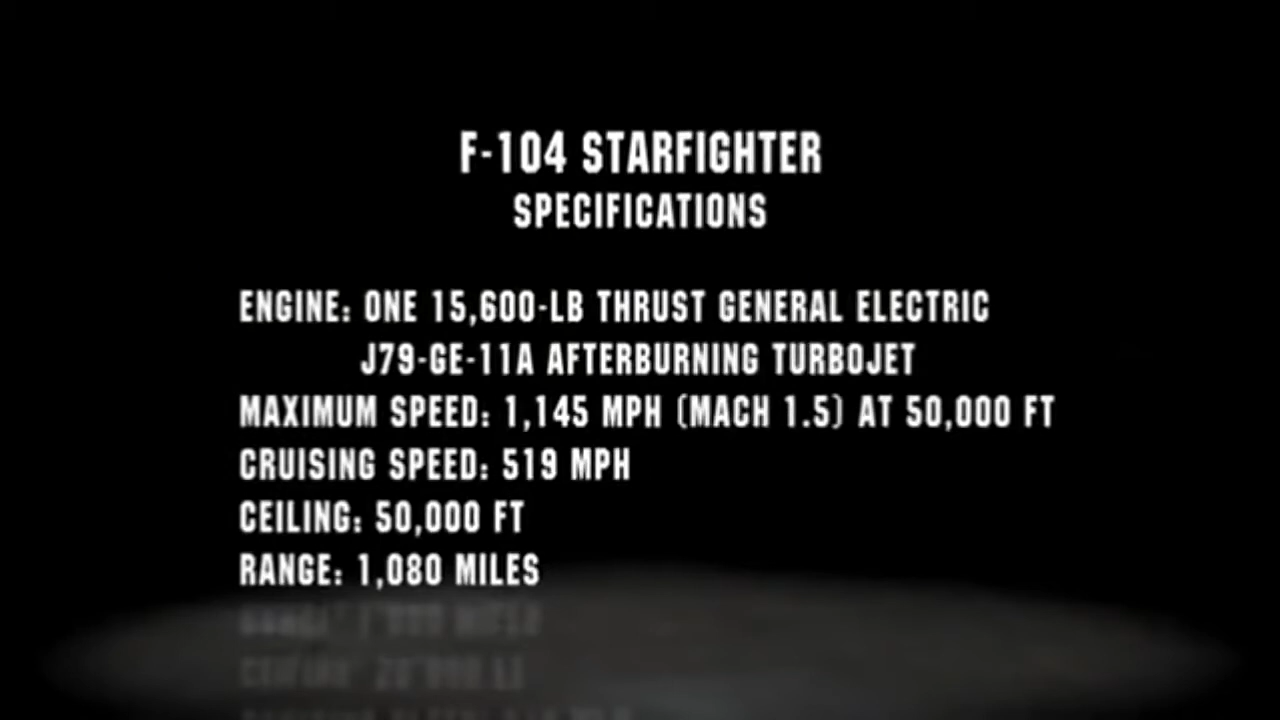 F-104 STARFIGHTER
SPECIFICATIONS
ENGINE: ONE 15,600-LB THRUST GENERAL ELECTRIC
J79-GE-11A AFTERBURNING TURBOJET
MAXIMUM SPEED: 1,145 MPH (MACH 1.5) AT 50,000 FT
CRUISING SPEED: 519 MPH
CEILING: 50,000 FT
RANGE: 1,080 MILES